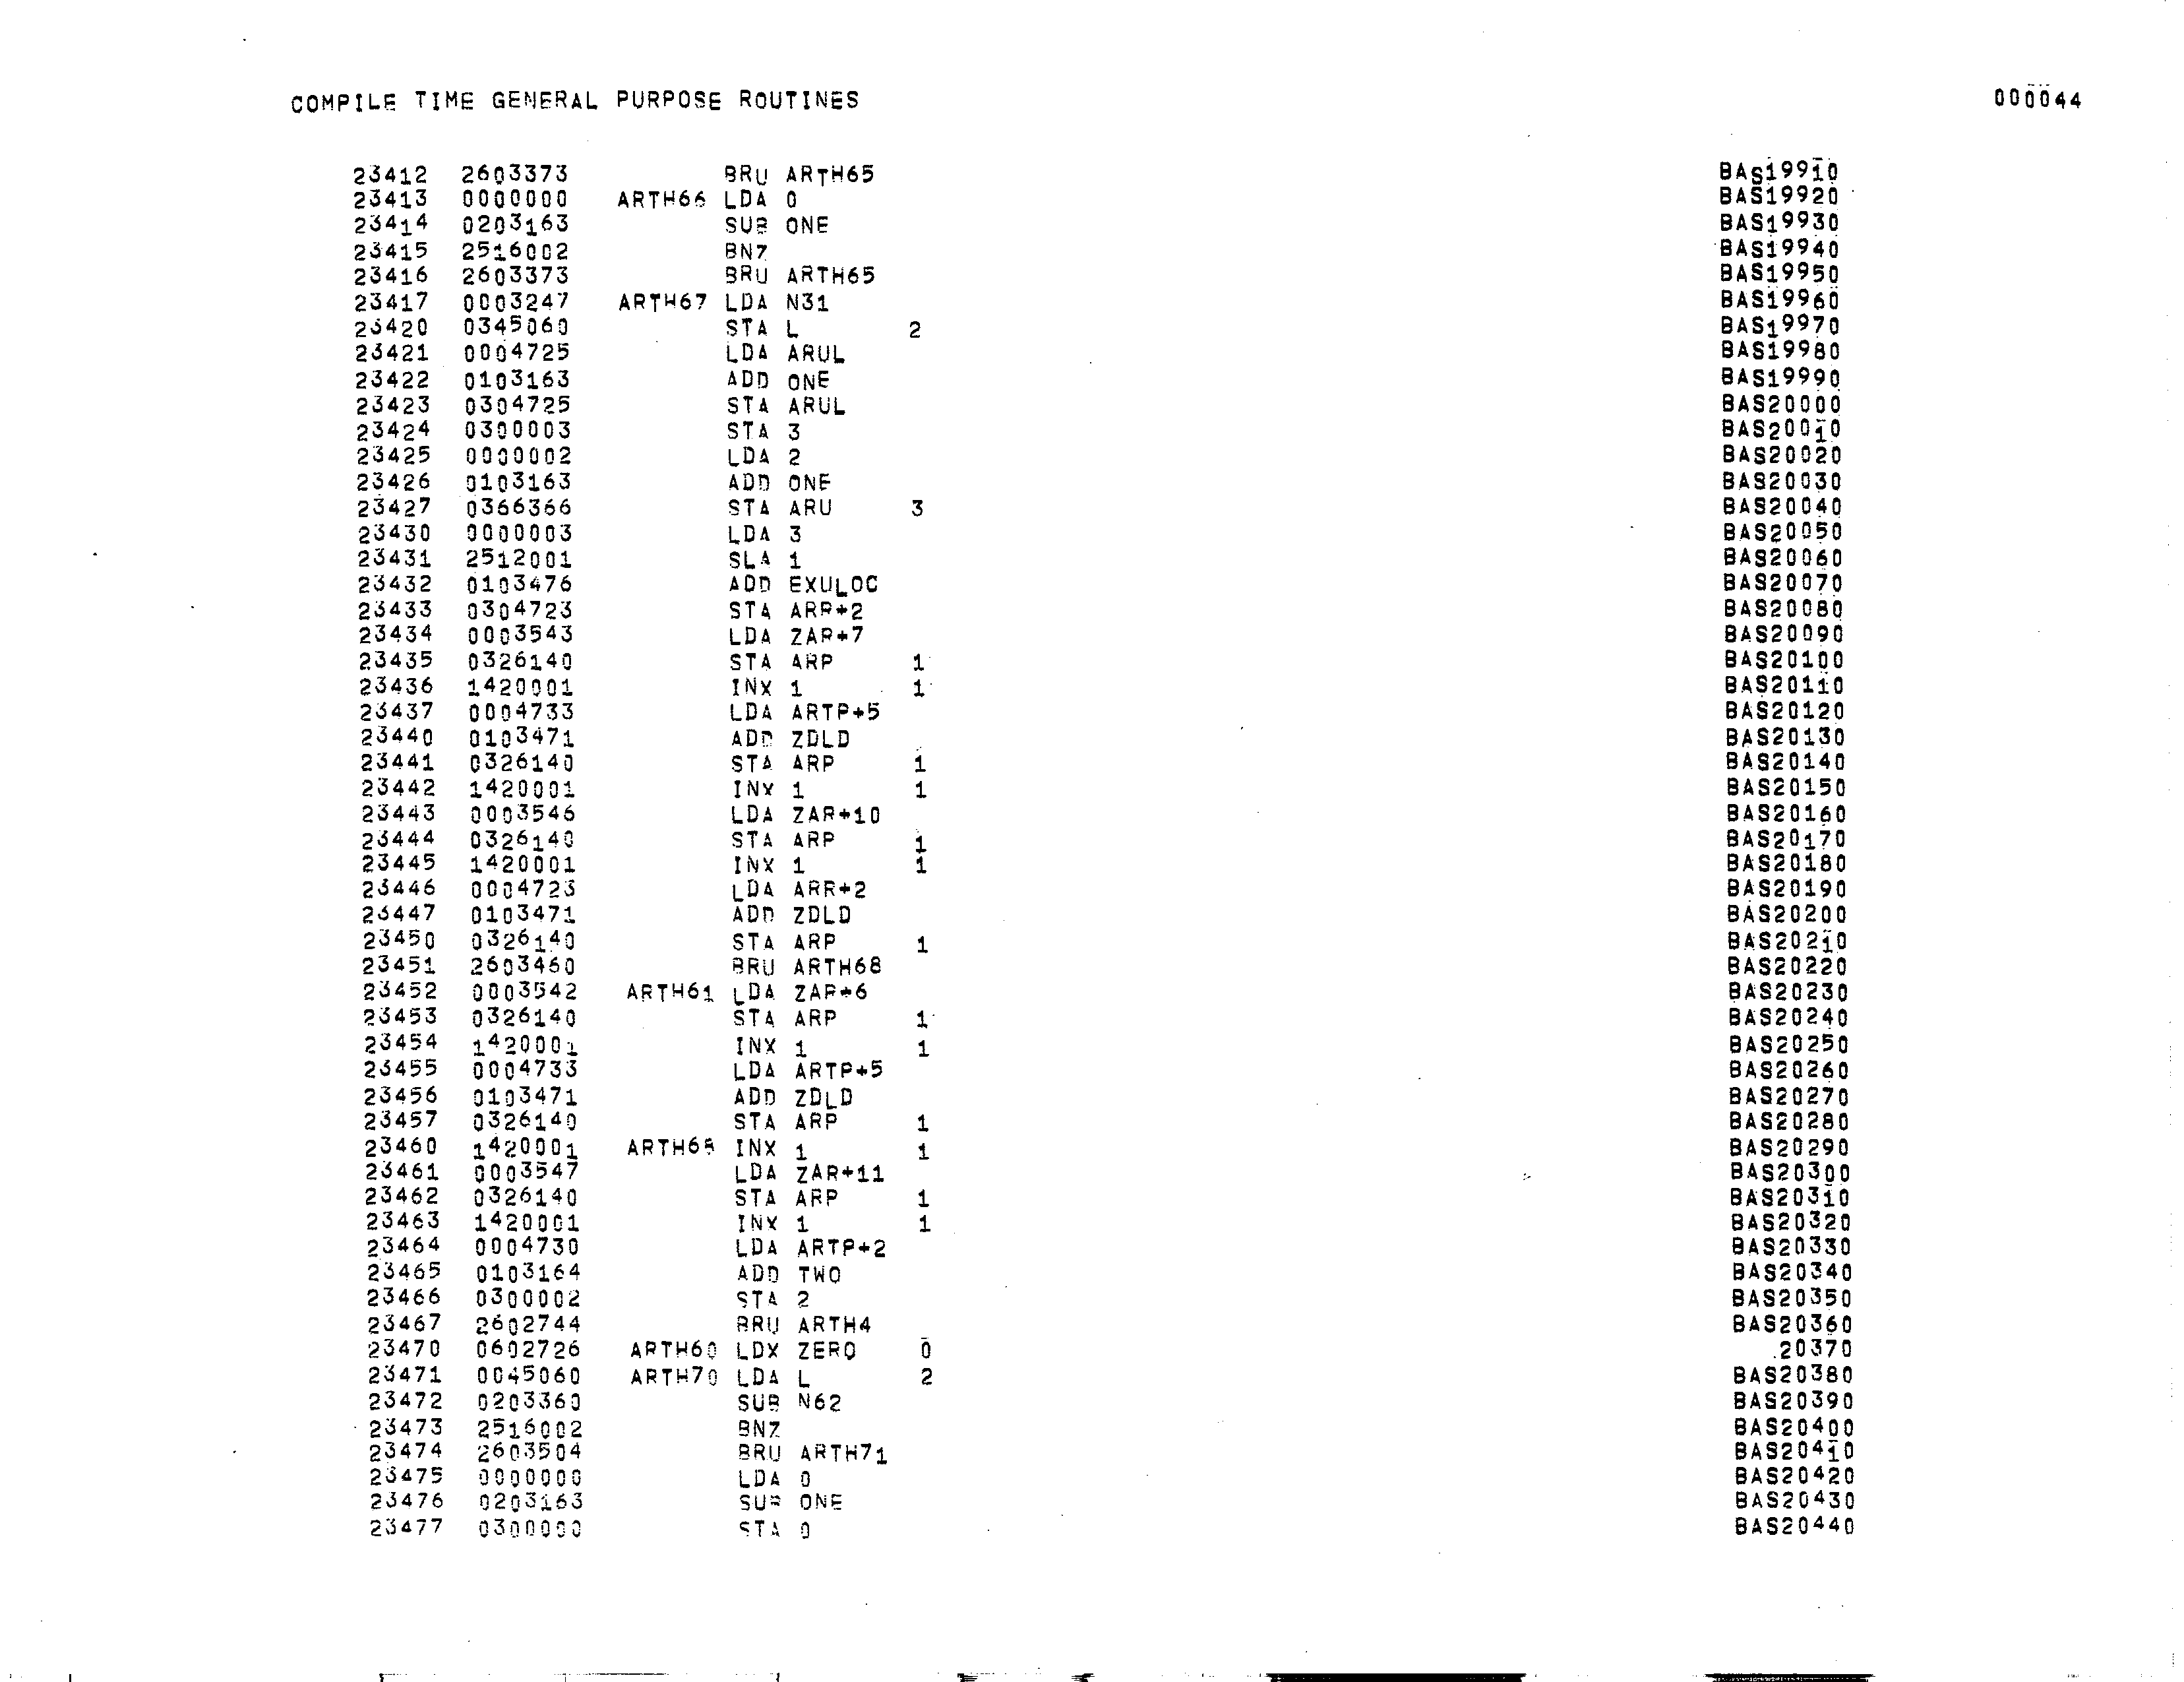 COMPILE TIME GENERAL PURPOSE ROUTINES 000044
23412 2603373 BRU ARTH65 BAS19910
23413 0000000 ARTH66 LDA 0 BAS19920
23414 0203163 SUB ONE BAS19930
23415 2516002 BNZ BAS19940
23416 2603373 BRU ARTH65 BAS19950
23417 0003247 ARTH67 LDA N31 BAS19960
23420 0345060 STA L 2 BAS19970
23421 0004725 LDA ARUL BAS19980
23422 0103163 ADD ONE BAS19990
23423 0304725 STA ARUL BAS20000
23424 0300003 STA 3 BAS20010
23425 0000002 LDA 2 BAS20020
23426 0103163 ADD ONE BAS20030
23427 0366366 STA ARU 3 BAS20040
23430 0000003 LDA 3 BAS20050
23431 2512001 SLA 1 BAS20060
23432 0103476 ADD EXULOC BAS20070
23433 0304723 STA ARR+2 BAS20080
23434 0003543 LDA ZAR+7 BAS20090
23435 0326140 STA ARP 1 BAS20100
23436 1420001 INX 1 1 BAS20110
23437 0004733 LDA ARTP+5 BAS20120
23440 0103471 ADD ZDLD BAS20130
23441 0326140 STA ARP 1 BAS20140
23442 1420001 INX 1 1 BAS20150
23443 0003546 LDA ZAR+10 BAS20160
23444 0326140 STA ARP 1 BAS20170
23445 1420001 INX 1 1 BAS20180
23446 0004723 LDA ARR+2 BAS20190
23447 0103471 ADD ZDLD BAS20200
23450 0326140 STA ARP 1 BAS20210
23451 2603460 BRU ARTH68 BAS20220
23452 0003542 ARTH61 LDA ZAR+6 BAS20230
23453 0326140 STA ARP 1 BAS20240
23454 1420001 INX 1 1 BAS20250
23455 0004733 LDA ARTP+5 BAS20260
23456 0103471 ADD ZDLD BAS20270
23457 0326140 STA ARP 1 BAS20280
23460 1420001 ARTH68 INX 1 1 BAS20290
23461 0003547 LDA ZAR+11 BAS20300
23462 0326140 STA ARP 1 BAS20310
23463 1420001 INX 1 1 BAS20320
23464 0004730 LDA ARTP+2 BAS20330
23465 0103164 ADD TWO BAS20340
23466 0300002 STA 2 BAS20350
23467 2602744 BRU ARTH4 BAS20360
23470 0602726 ARTH60 LDX ZERO 0 20370
23471 0045060 ARTH70 LDA L 2 BAS20380
23472 0203360 SUB N62 BAS20390
23473 2516002 BNZ BAS20400
23474 2603504 BRU ARTH71 BAS20410
23475 0000000 LDA 0 BAS20420
23476 0203163 SUB ONE BAS20430
23477 0300000 STA 0 BAS20440